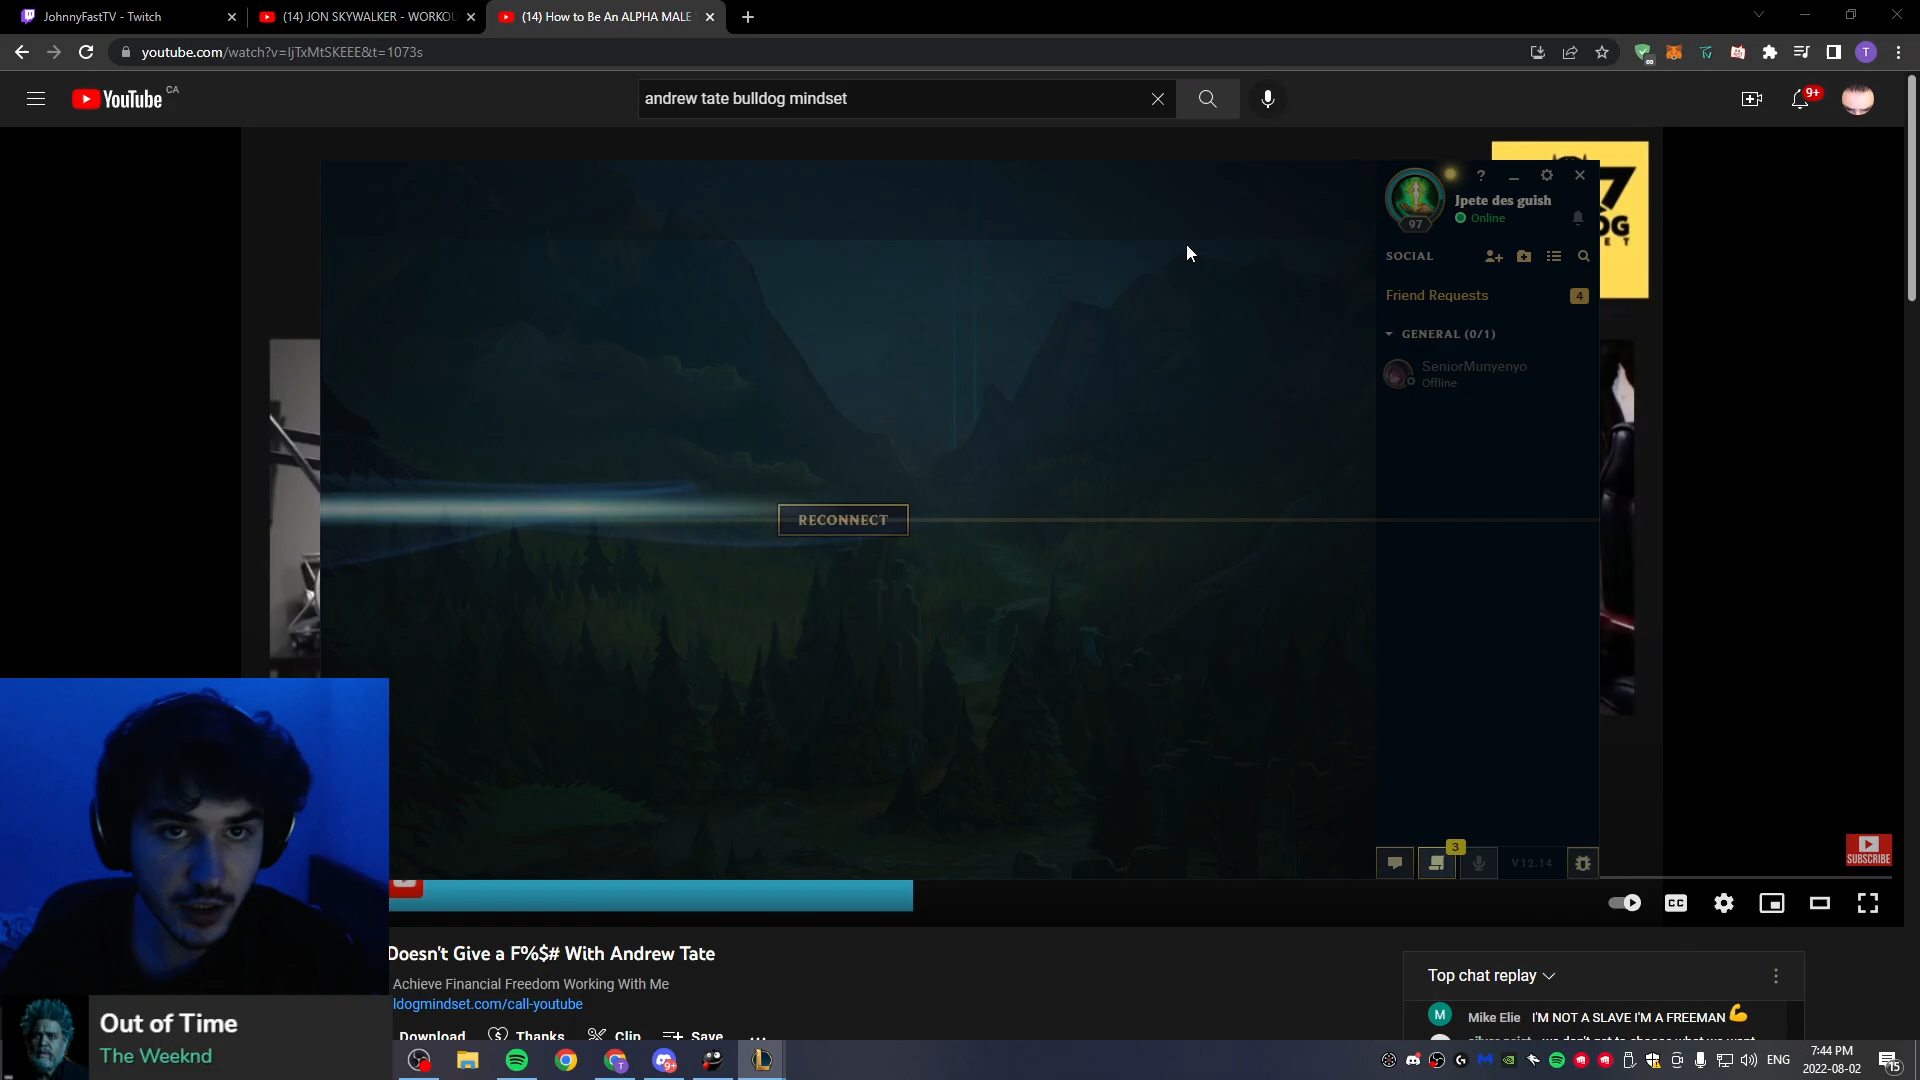 JohnnyFastTV - Twitch
(14) JON SKYWALKER - WORKOU
(14) How to Be An ALPHA MALE
youtube.com/watch?v=IjTxMtSKEEE&t=1073s
T
YouTube CA
andrew tate bulldog mindset
9+
Jpete des guish
97
Online
SOCIAL
Friend Requests
4
GENERAL (0/1)
SeniorMunyenyo
Offline
RECONNECT
3
V12.14
SUBSCRIBE
CC
Doesn't Give a F%$# With Andrew Tate
Achieve Financial Freedom Working With Me
ldogmindset.com/call-youtube
Download
Thanks
Clip
Save
Top chat replay
M
Mike Elie I'M NOT A SLAVE I'M A FREEMAN
Out of Time
The Weeknd
9+
ENG
7:44 PM
2022-08-02
15